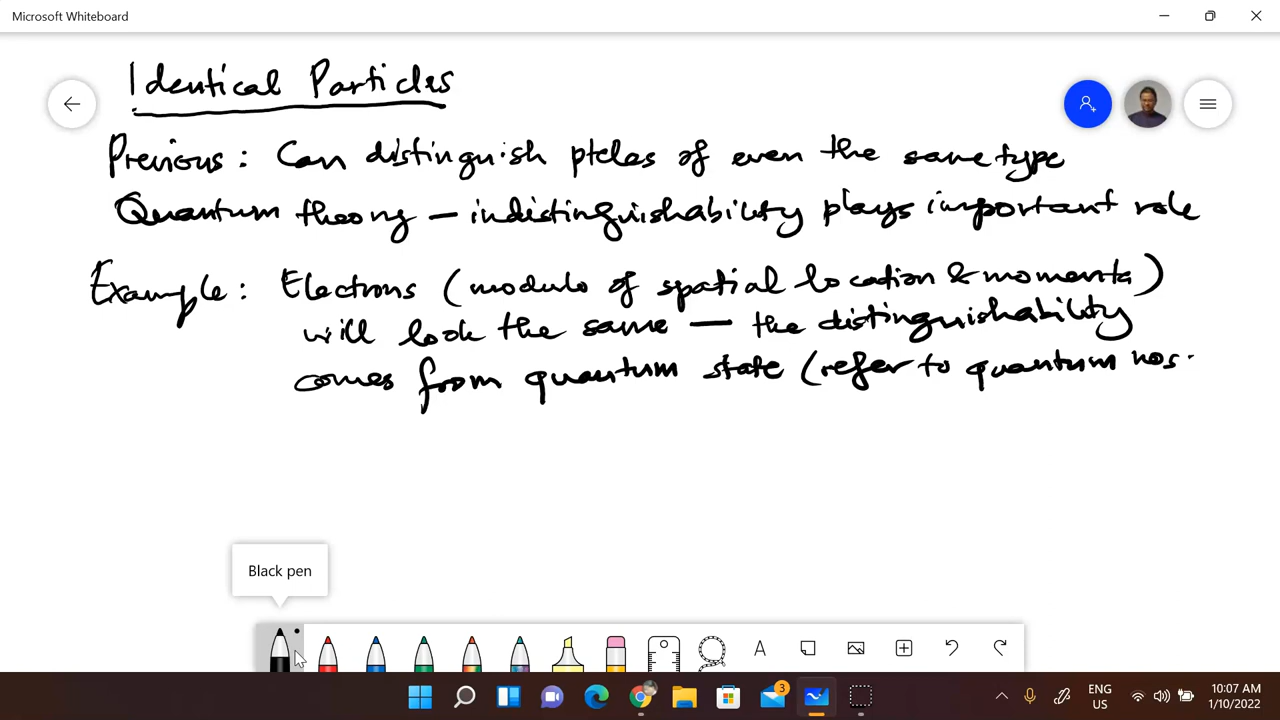 Microsoft Whiteboard
Identical Particles
Previous: Can distinguish ptcles of even the same type
Quantum theory — indistinguishability plays important role
Example: Electrons (modulo of spatial location & momenta)
will look the same — the distinguishability
comes from quantum state (refer to quantum nos.
Black pen
A
3
ENG
US
10:07 AM
1/10/2022